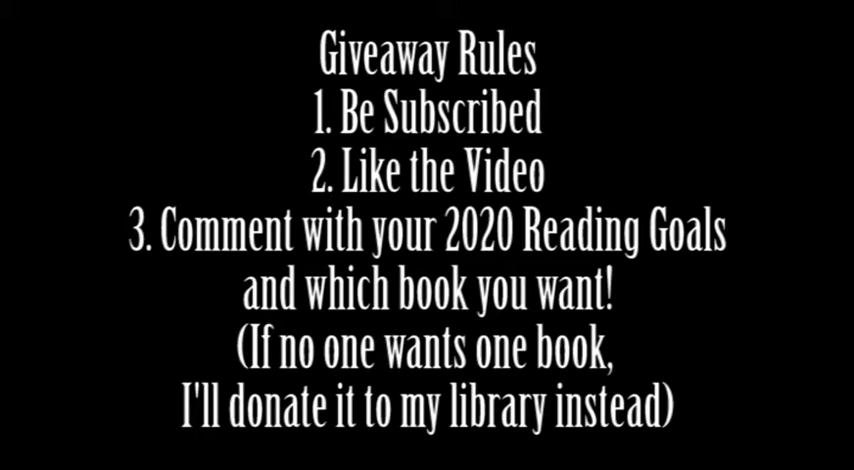 Giveaway Rules
1. Be Subscribed
2. Like the Video
3. Comment with your 2020 Reading Goals
and which book you want!
(If no one wants one book,
I'll donate it to my library instead)